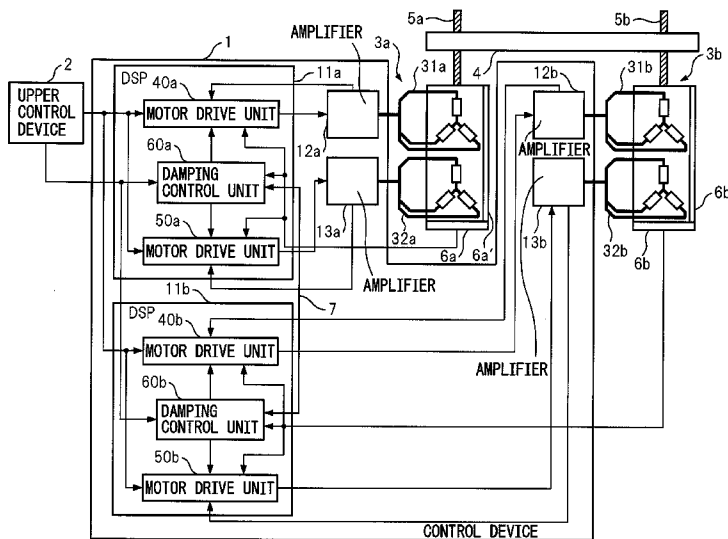 5a
5b
1
AMPLIFIER
3a
4
3b
2
DSP
40a
11a
31a
12b
31b
UPPER
CONTROL
DEVICE
MOTOR DRIVE UNIT
60a
12a
AMPLIFIER
DAMPING
CONTROL UNIT
50a
13a
32a
13b
32b
6b
MOTOR DRIVE UNIT
6a
6a'
6b
AMPLIFIER
11b
7
DSP
40b
MOTOR DRIVE UNIT
AMPLIFIER
60b
DAMPING
CONTROL UNIT
50b
MOTOR DRIVE UNIT
CONTROL DEVICE